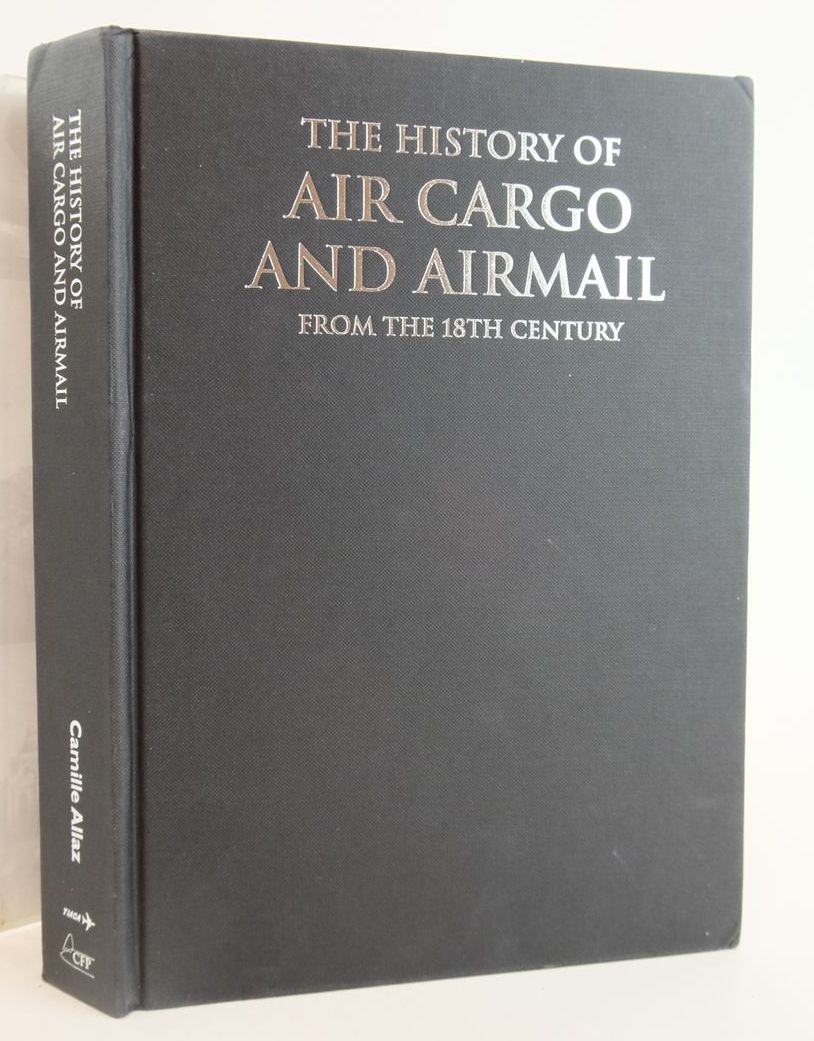 THE HISTORY OF
AIR CARGO
AND AIRMAIL
FROM THE 18TH CENTURY
THE HISTORY OF
AIR CARGO AND AIRMAIL
Camille Allaz
TIACA
CFP